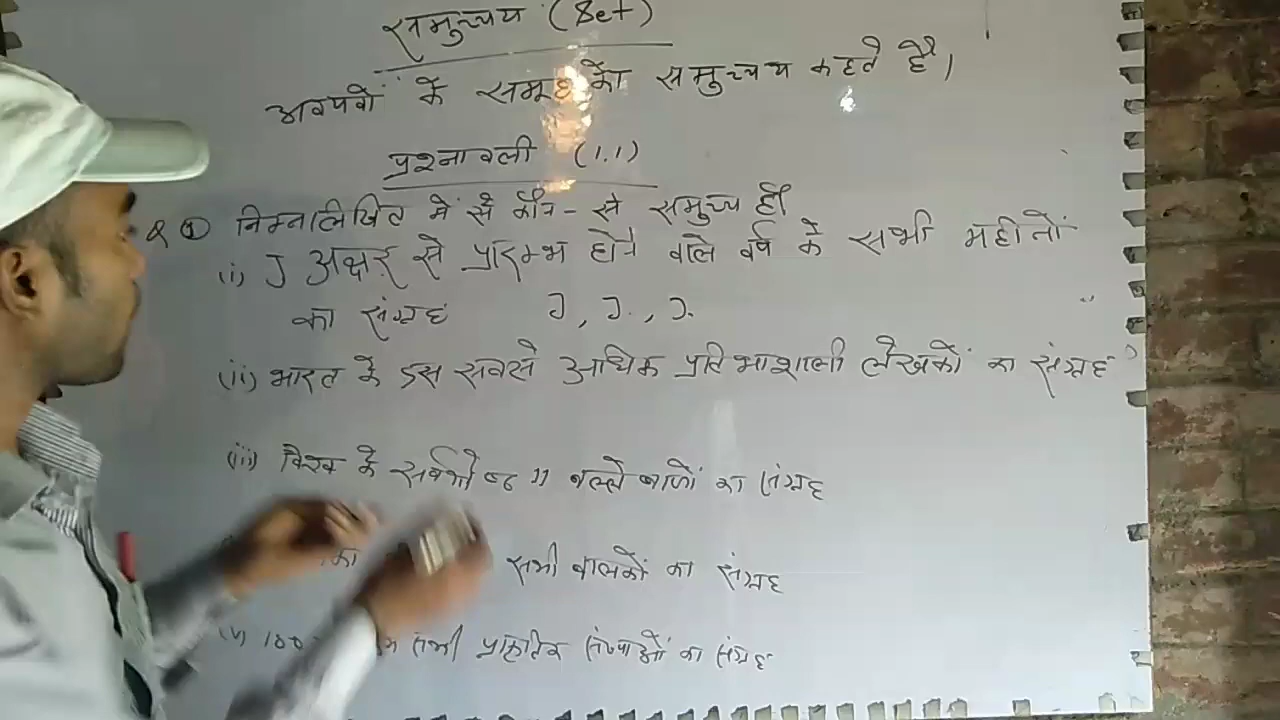 समुच्चय (Set)
अवयवों के समूह को समुच्चय कहते है।
प्रश्नावली (1.1)
Q ① निम्नलिखित में से कौन-से समुच्य हैं
(i) J अक्षर से प्रारम्भ होने वाले वर्ष के सभी महीनों
का संग्रह J, J., J.
(ii) भारत के दस सबसे अधिक प्रतिभाशाली लेखकों का संग्रह
(iii) विश्व के सर्वश्रेष्ठ 11 बल्ले बाजों का संग्रह
सभी बालकों का संग्रह
(v) 100 सभी प्राकृतिक संख्याओं का संग्रह